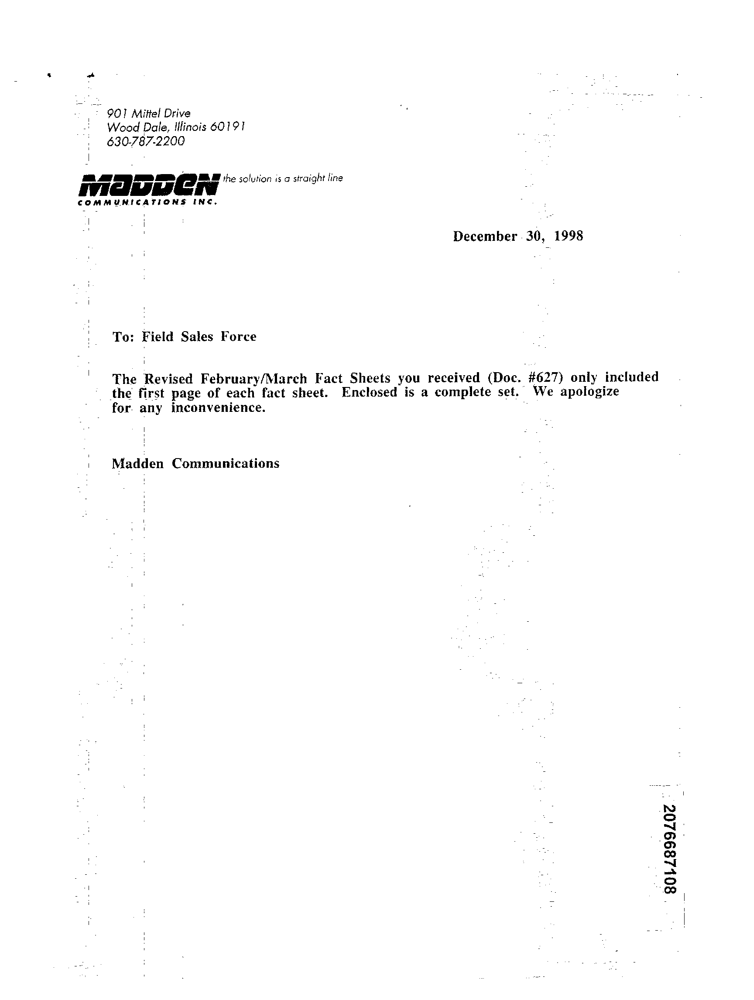 901 Mittel Drive
Wood Dale, Illinois 60191
630-787-2200
MADDEN the solution is a straight line
COMMUNICATIONS INC.
December 30, 1998
To: Field Sales Force
The Revised February/March Fact Sheets you received (Doc. #627) only included
the first page of each fact sheet. Enclosed is a complete set. We apologize
for any inconvenience.
Madden Communications
2076687108